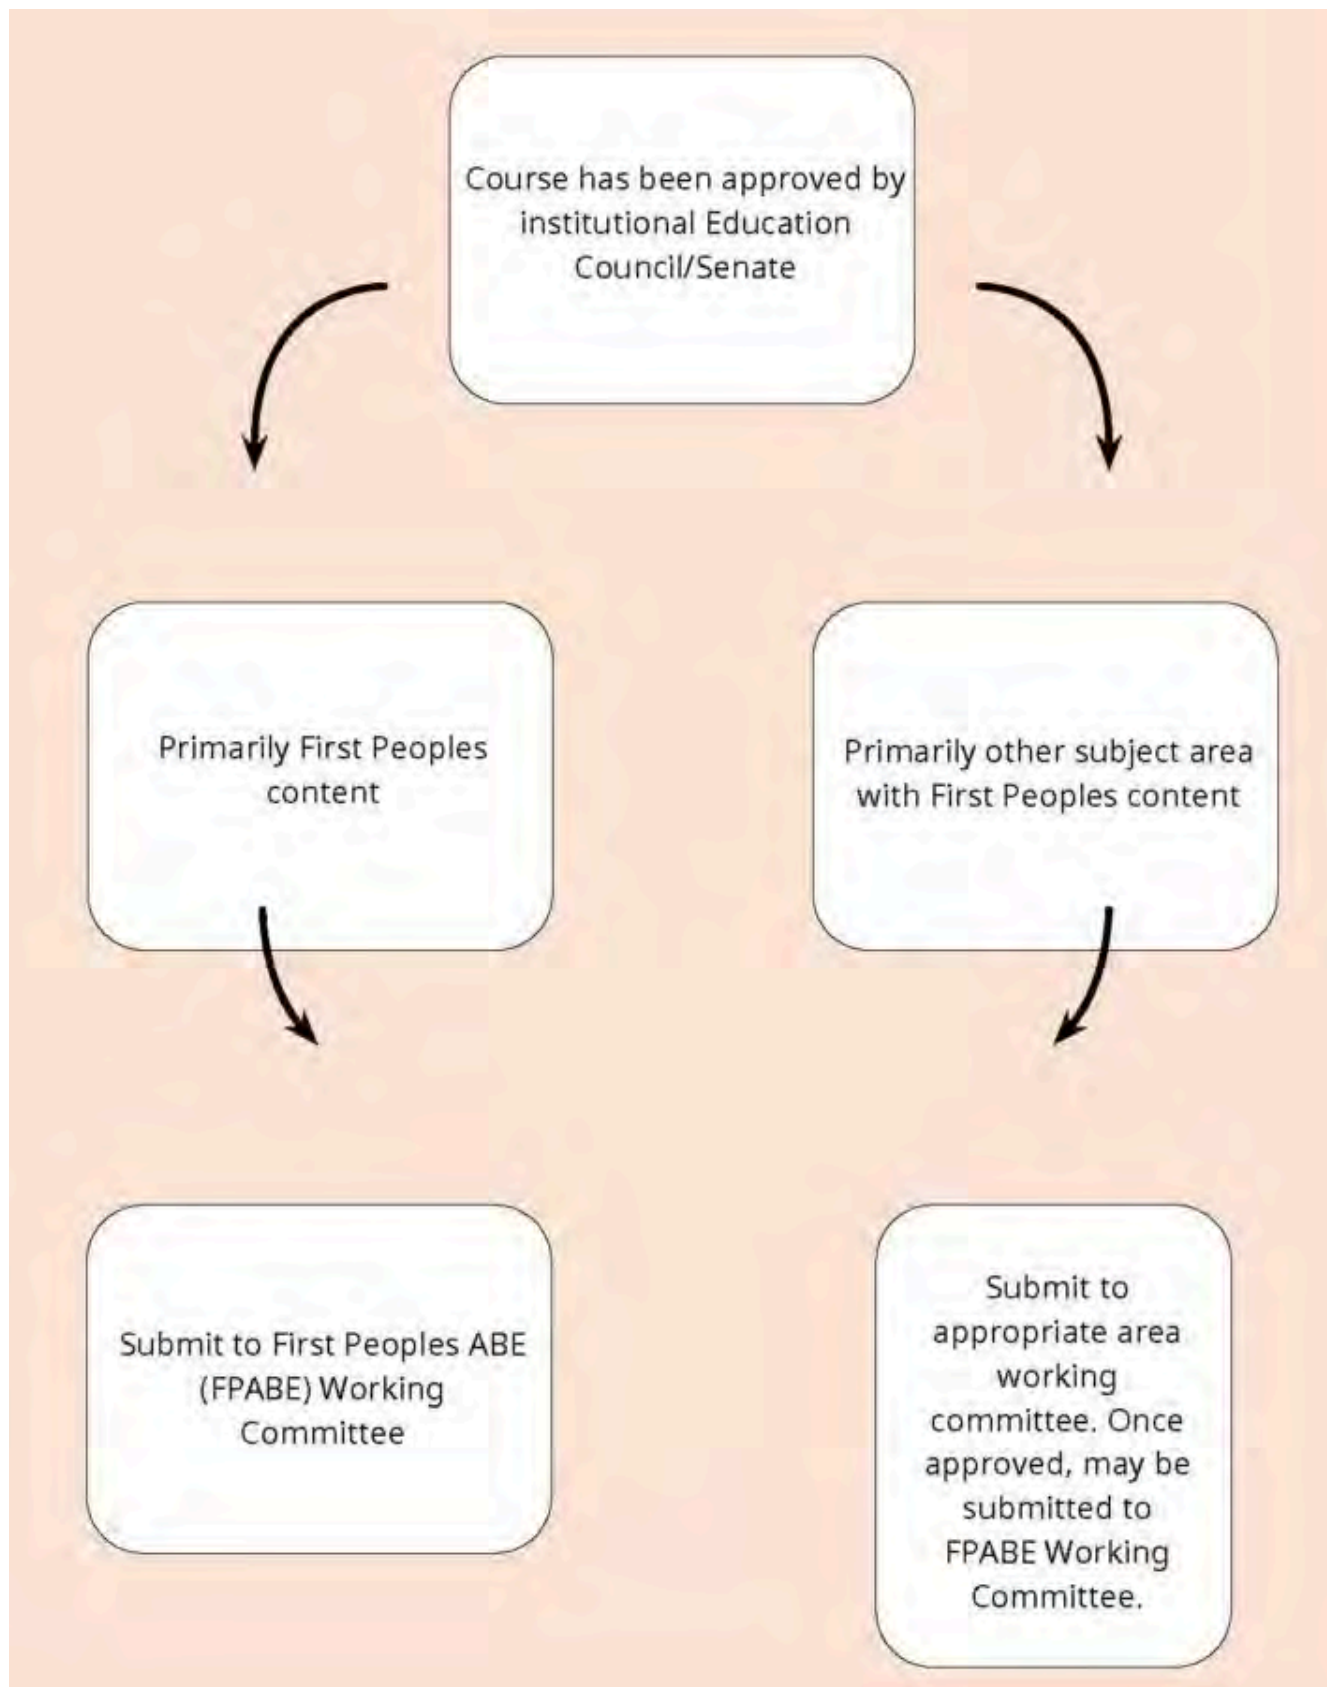 Course has been approved by
institutional Education
Council/Senate
Primarily First Peoples
content
Primarily other subject area
with First Peoples content
Submit to First Peoples ABE
(FPABE) Working
Committee
Submit to
appropriate area
working
committee. Once
approved, may be
submitted to
FPABE Working
Committee.